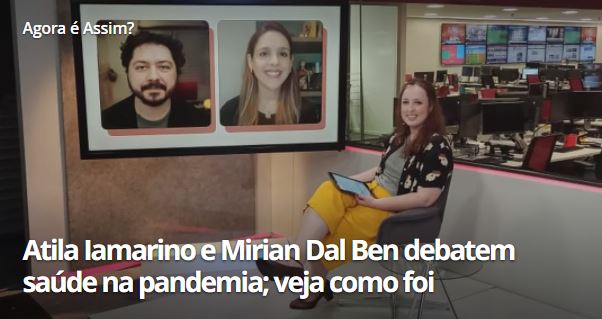 Agora é Assim?
Atila Iamarino e Mirian Dal Ben debatem
saúde na pandemia; veja como foi